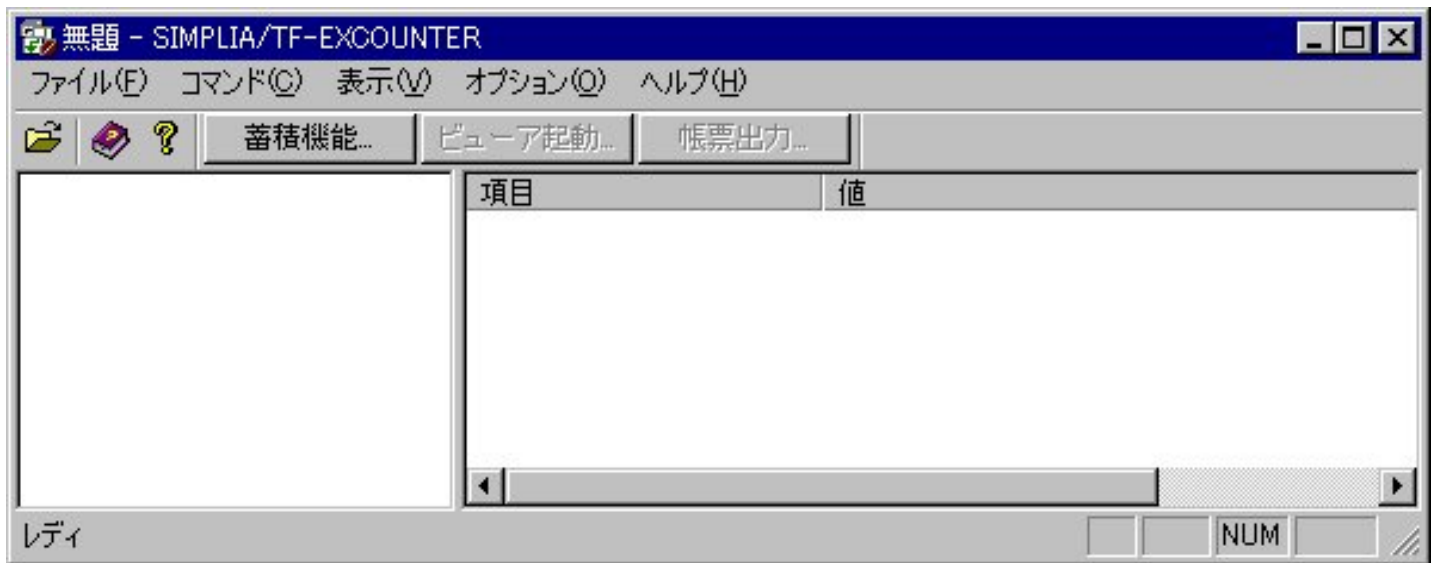 無題 - SIMPLIA/TF-EXCOUNTER
ファイル(F) コマンド(C) 表示(V) オプション(O) ヘルプ(H)
蓄積機能... ビューア起動... 帳票出力...
項目 値
レディ NUM